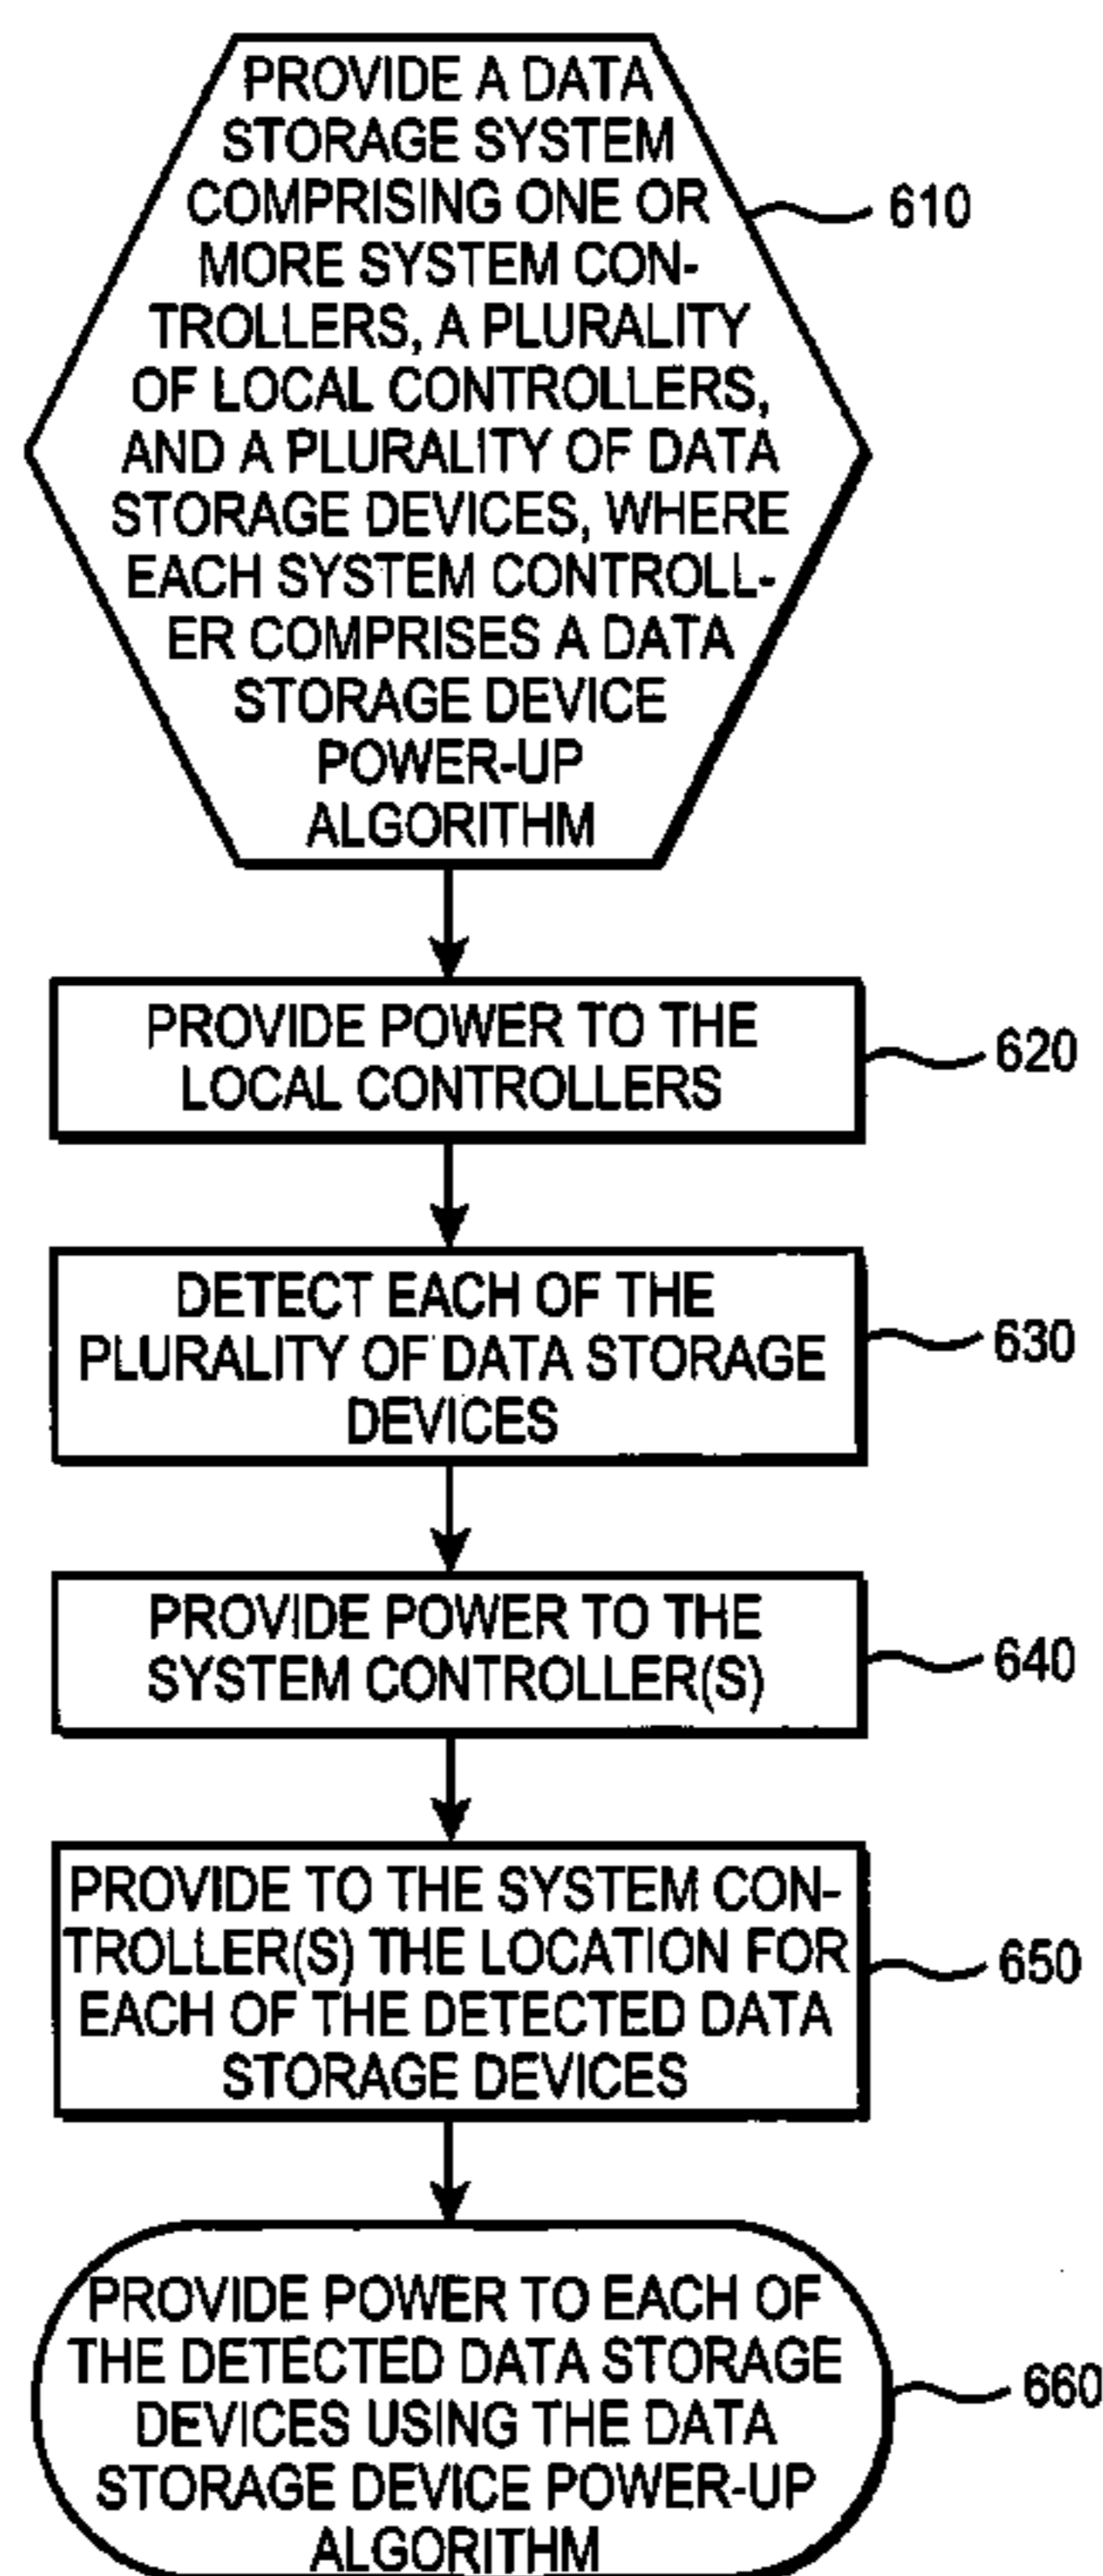 PROVIDE A DATA
STORAGE SYSTEM
COMPRISING ONE OR
MORE SYSTEM CON-
TROLLERS, A PLURALITY
OF LOCAL CONTROLLERS,
AND A PLURALITY OF DATA
STORAGE DEVICES, WHERE
EACH SYSTEM CONTROLL-
ER COMPRISES A DATA
STORAGE DEVICE
POWER-UP
ALGORITHM
610
PROVIDE POWER TO THE
LOCAL CONTROLLERS
620
DETECT EACH OF THE
PLURALITY OF DATA STORAGE
DEVICES
630
PROVIDE POWER TO THE
SYSTEM CONTROLLER(S)
640
PROVIDE TO THE SYSTEM CON-
TROLLER(S) THE LOCATION FOR
EACH OF THE DETECTED DATA
STORAGE DEVICES
650
PROVIDE POWER TO EACH OF
THE DETECTED DATA STORAGE
DEVICES USING THE DATA
STORAGE DEVICE POWER-UP
ALGORITHM
660